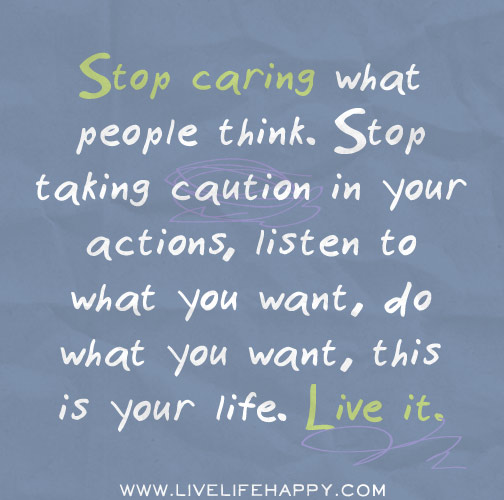 Stop caring what
people think. Stop
taking caution in your
actions, listen to
what you want, do
what you want, this
is your life. Live it.
WWW.LIVELIFEHAPPY.COM